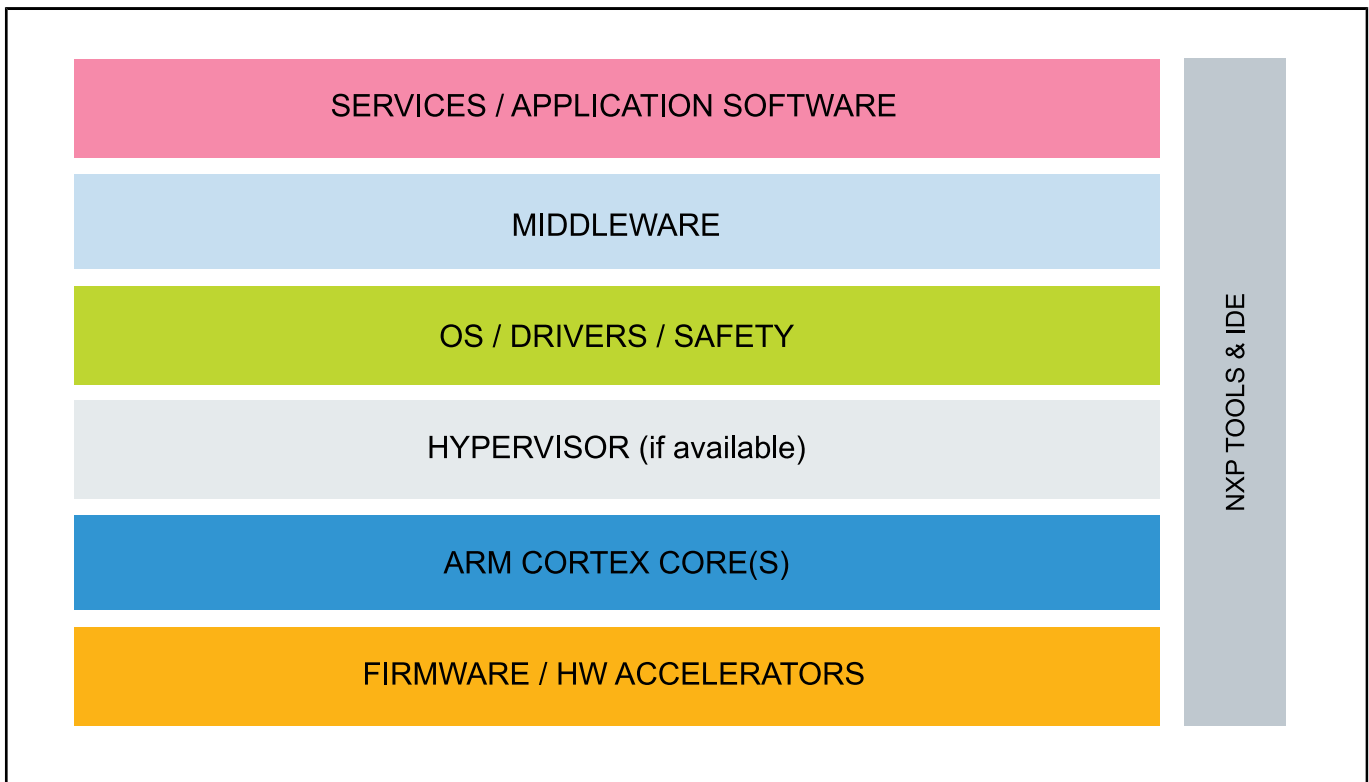 SERVICES / APPLICATION SOFTWARE
MIDDLEWARE
OS / DRIVERS / SAFETY
HYPERVISOR (if available)
ARM CORTEX CORE(S)
FIRMWARE / HW ACCELERATORS
NXP TOOLS & IDE